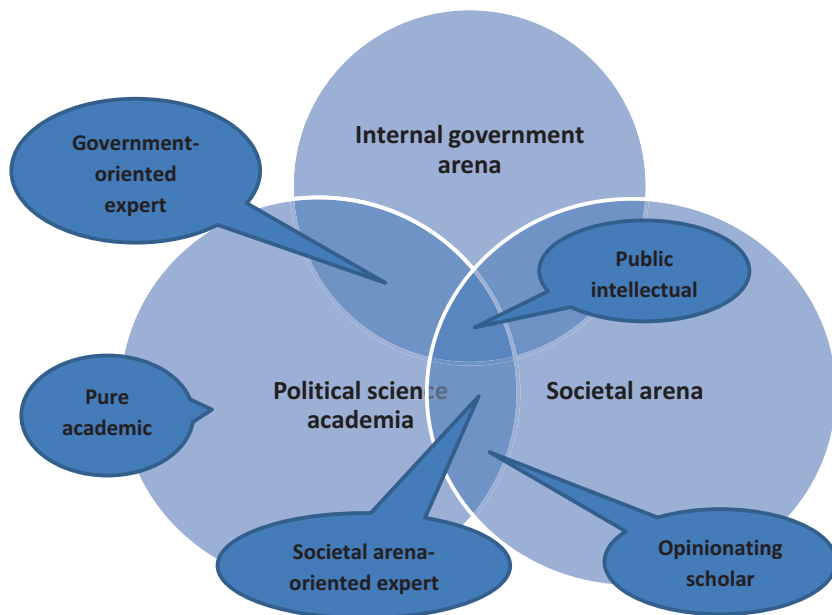 Internal government
arena
Government-
oriented
expert
Public
intellectual
Political science
academia
Societal arena
Pure
academic
Societal arena-
oriented expert
Opinionating
scholar